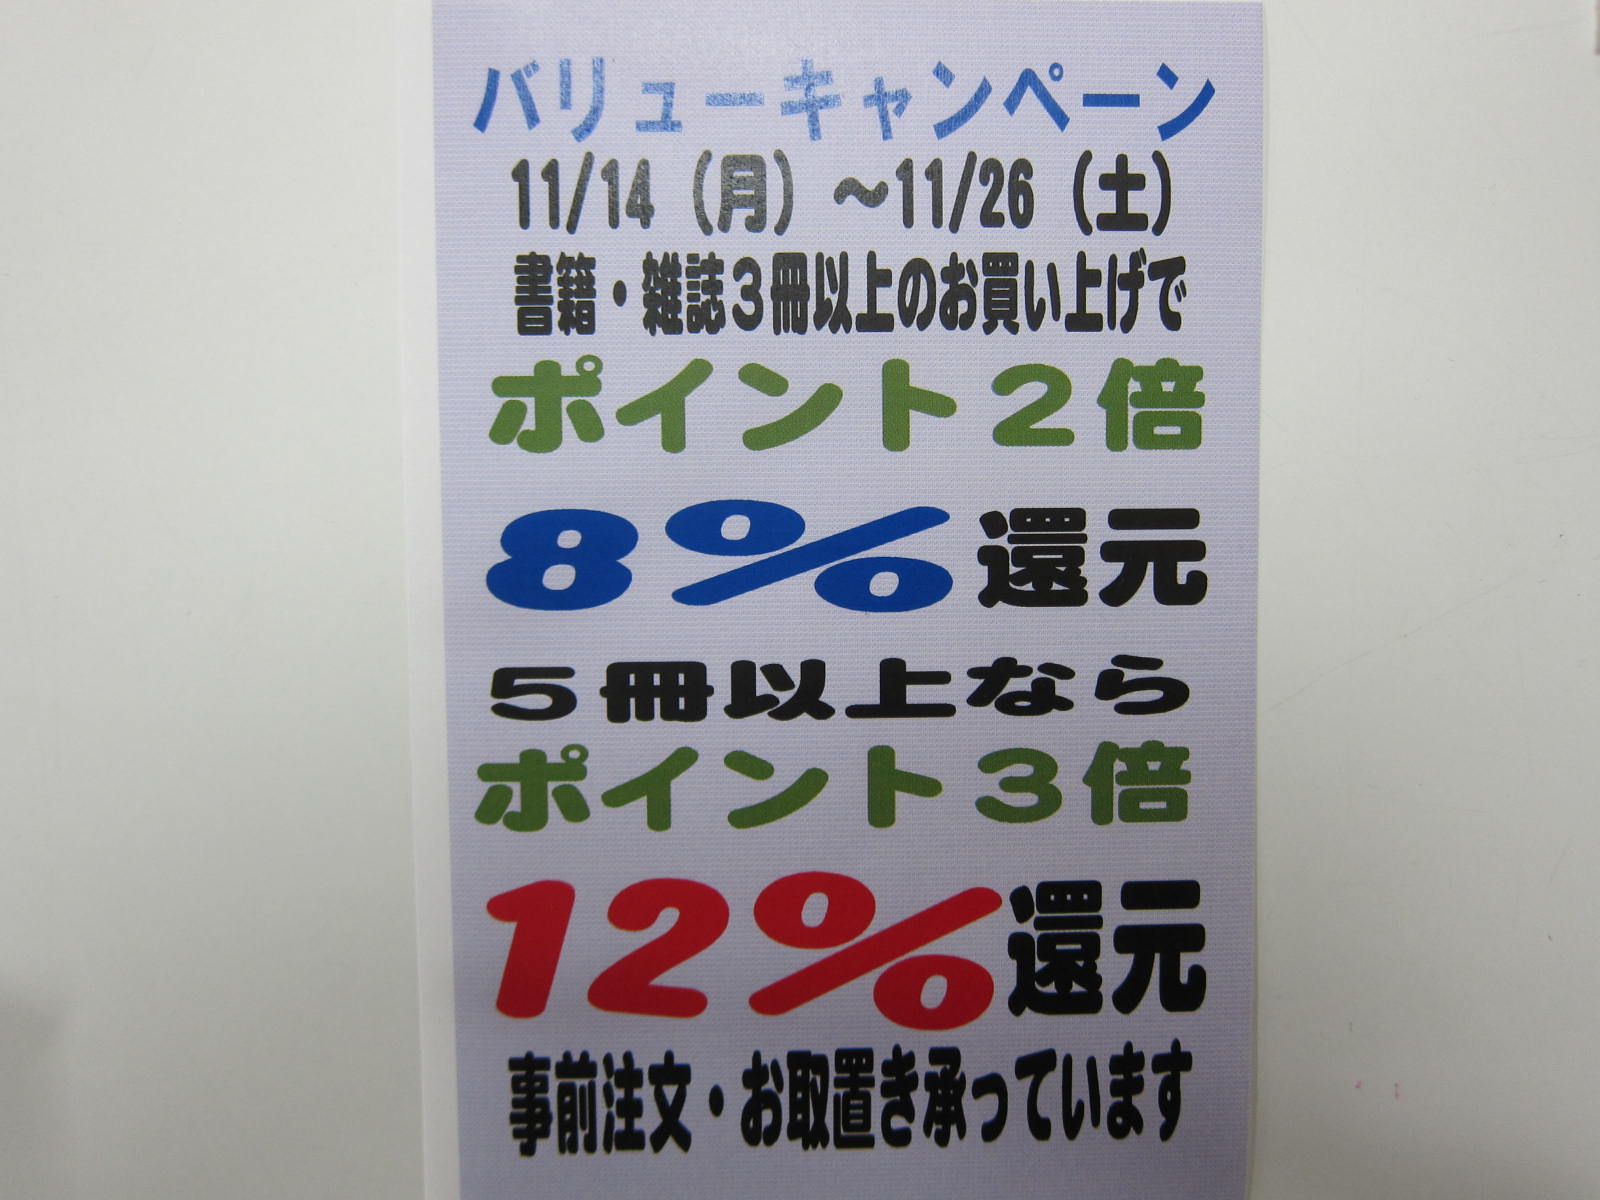 バリューキャンペーン
11/14（月）～11/26（土）
書籍・雑誌３冊以上のお買い上げで
ポイント２倍
8%還元
５冊以上なら
ポイント３倍
12%還元
事前注文・お取置き承っています